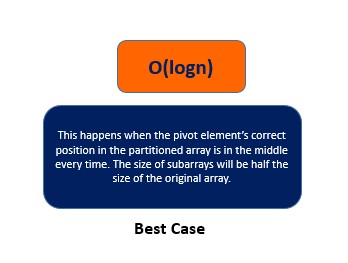 O(logn)
This happens when the pivot element's correct
position in the partitioned array is in the middle
every time. The size of subarrays will be half the
size of the original array.
Best Case